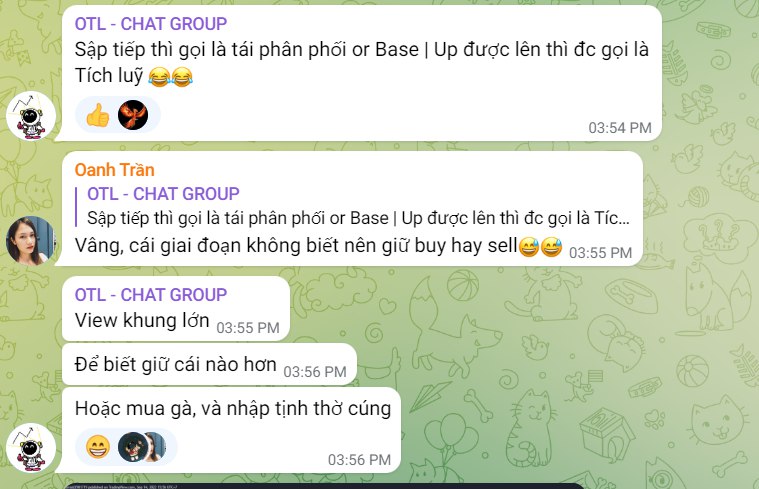 OTL - CHAT GROUP
Sập tiếp thì gọi là tái phân phối or Base | Up được lên thì đc gọi là
Tích luỹ 😂😂
03:54 PM
Oanh Trần
OTL - CHAT GROUP
Sập tiếp thì gọi là tái phân phối or Base | Up được lên thì đc gọi là Tíc...
Vâng, cái giai đoạn không biết nên giữ buy hay sell😅😅 03:55 PM
OTL - CHAT GROUP
View khung lớn 03:55 PM
Để biết giữ cái nào hơn 03:56 PM
Hoặc mua gà, và nhập tịnh thờ cúng
03:56 PM